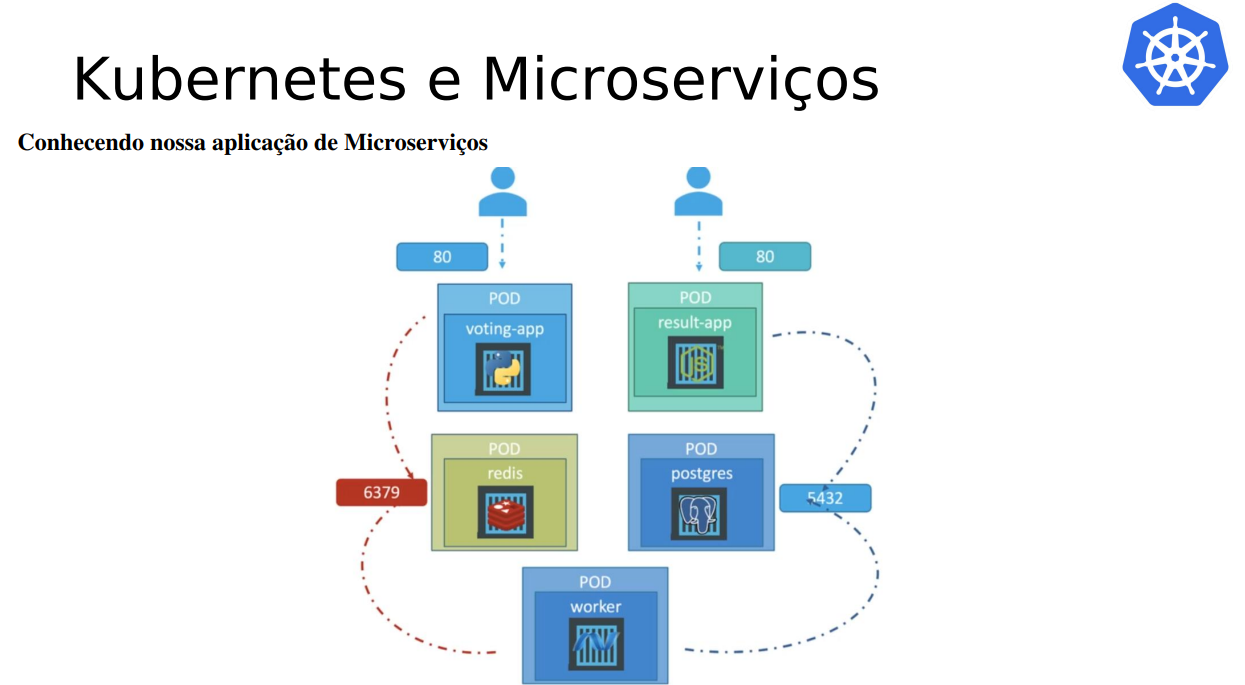 Kubernetes e Microserviços
Conhecendo nossa aplicação de Microserviços
80
80
POD
voting-app
POD
result-app
POD
redis
6379
POD
postgres
5432
POD
worker